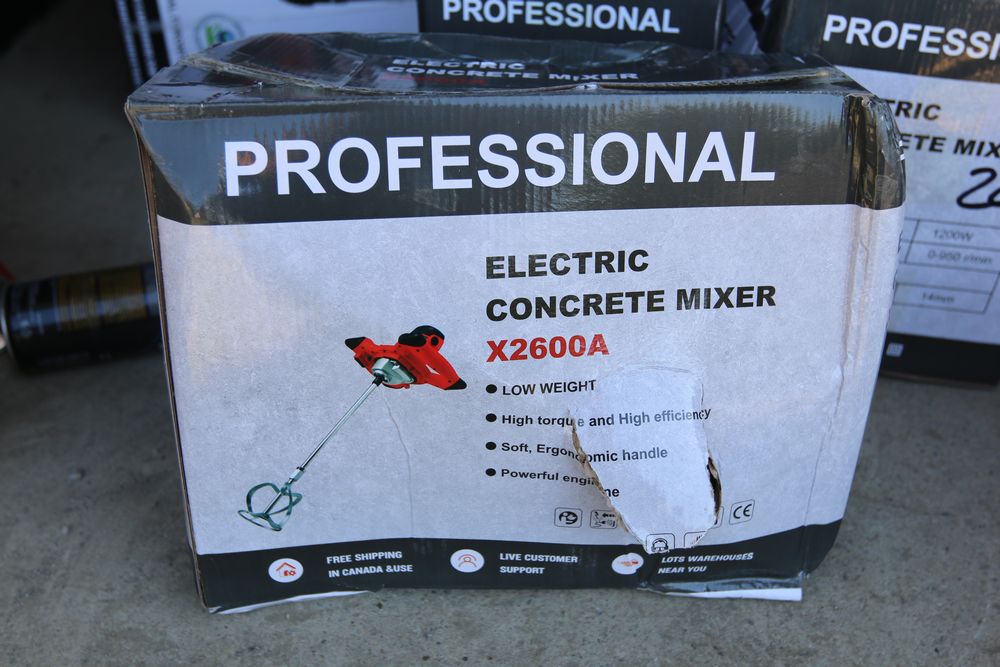 PROFESSIONAL
PROFESSI
ELECTRIC
CONCRETE MIXER
PROFESSIONAL
ELECTRIC
CONCRETE MIXER
X2600A
LOW WEIGHT
High torque and High efficiency
Soft, Ergonomic handle
Powerful engine
CE
FREE SHIPPING
IN CANADA &USE
LIVE CUSTOMER
SUPPORT
LOTS WAREHOUSES
NEAR YOU
TRIC
ETE MIX
1200W
0-950 r/min
14mm